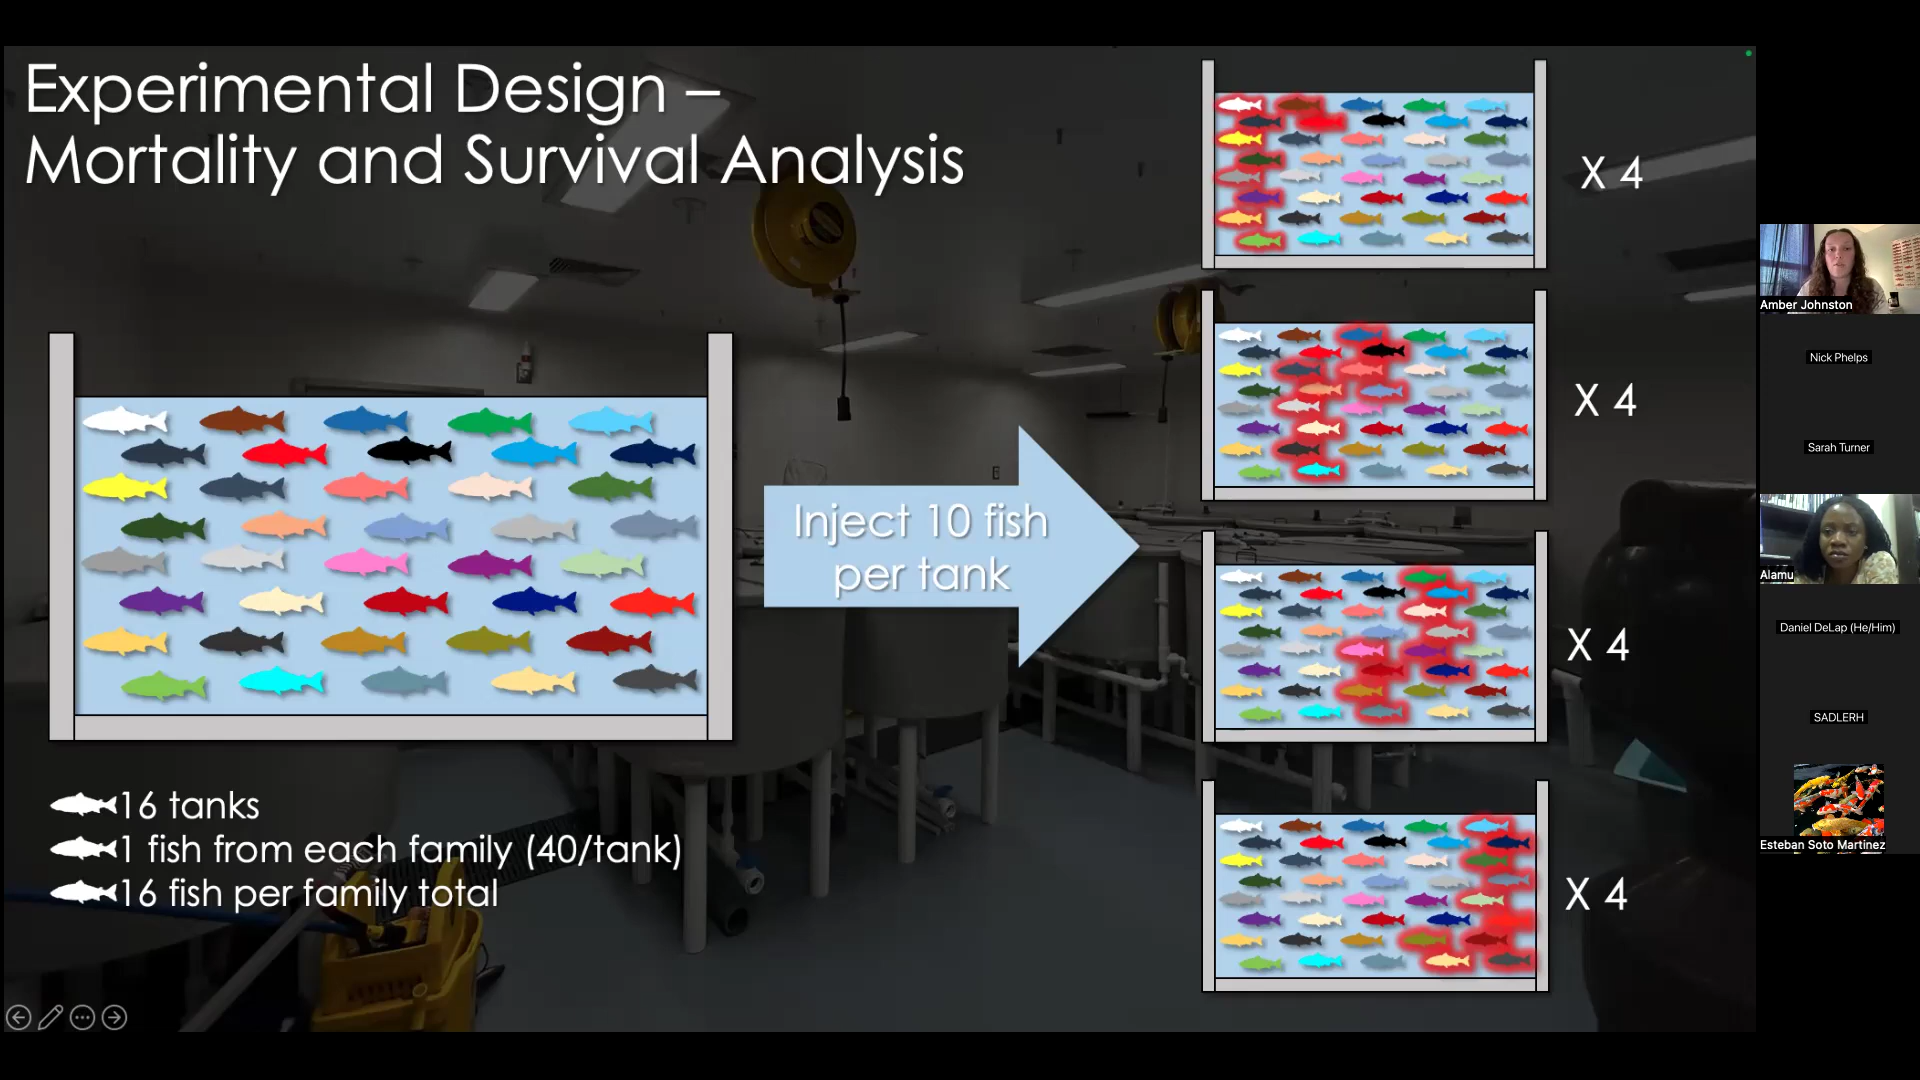 Experimental Design –
Mortality and Survival Analysis
Inject 10 fish
per tank
16 tanks
1 fish from each family (40/tank)
16 fish per family total
X 4
X 4
X 4
X 4
Amber Johnston
Nick Phelps
Sarah Turner
Alamu
Daniel DeLap (He/Him)
SADLERH
Esteban Soto Martinez